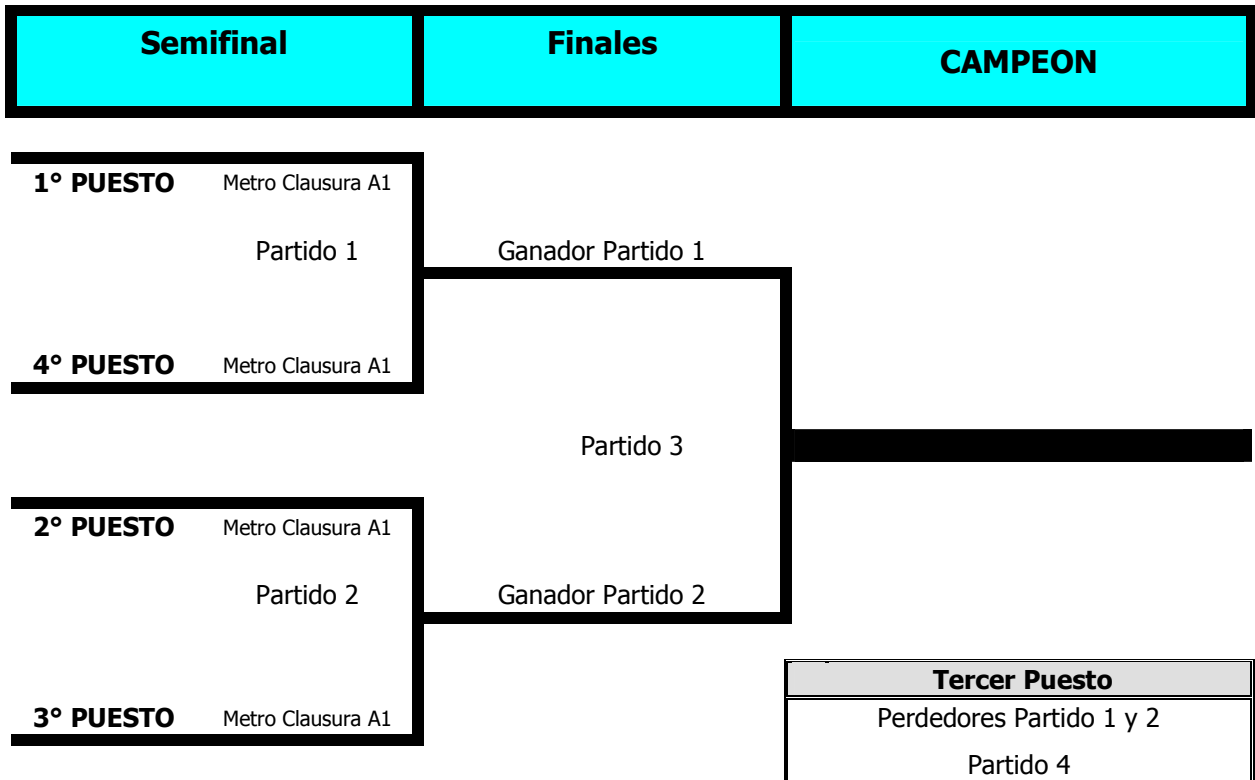 Semifinal Finales CAMPEON
1° PUESTO Metro Clausura A1
Partido 1 Ganador Partido 1
4° PUESTO Metro Clausura A1
Partido 3
2° PUESTO Metro Clausura A1
Partido 2 Ganador Partido 2
Tercer Puesto
3° PUESTO Metro Clausura A1 Perdedores Partido 1 y 2
Partido 4